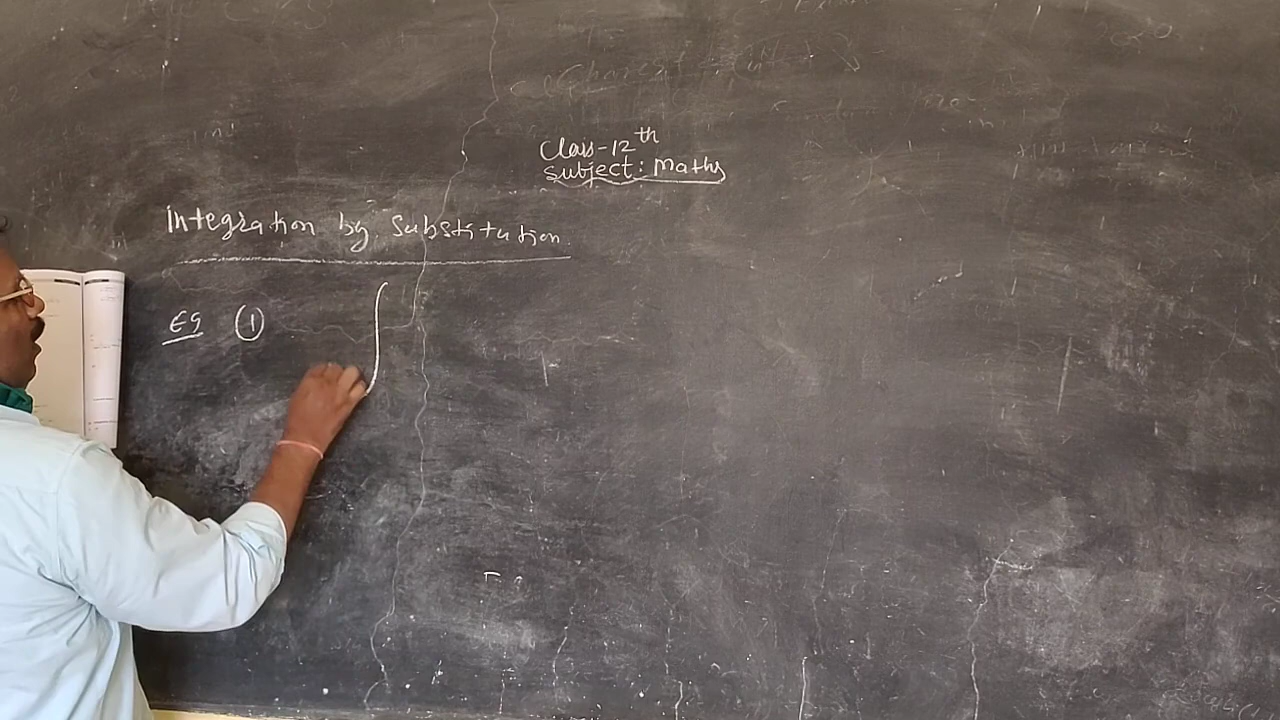 Class-12th
Subject: Maths
Integration by Substitution.
Eg ① ∫